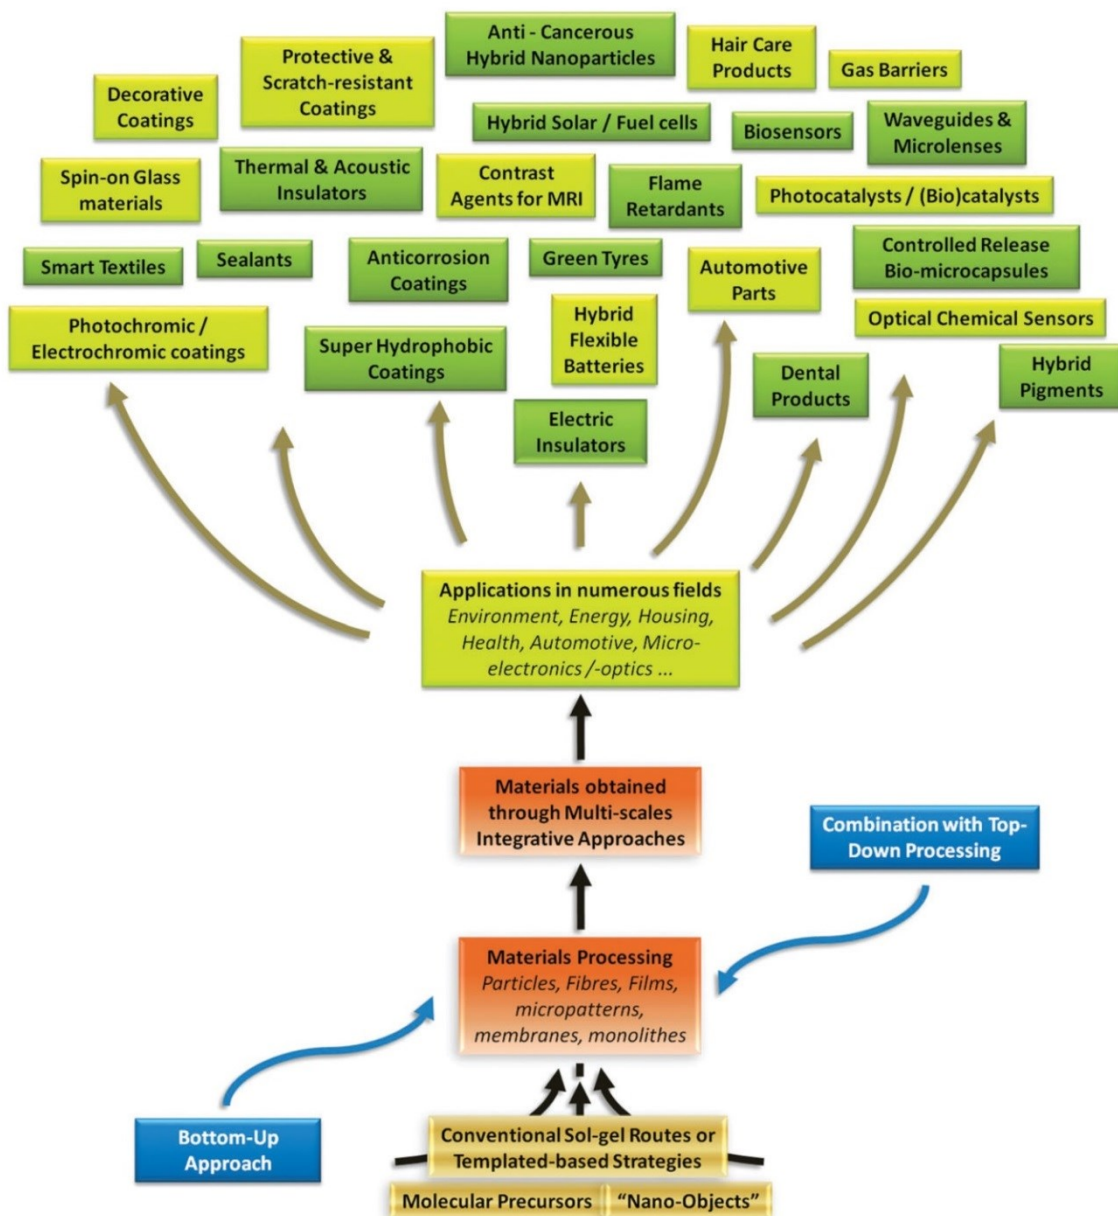 Anti - Cancerous
Hybrid Nanoparticles
Hair Care
Products
Gas Barriers
Protective &
Scratch-resistant
Coatings
Decorative
Coatings
Hybrid Solar / Fuel cells
Biosensors
Waveguides &
Microlenses
Spin-on Glass
materials
Thermal & Acoustic
Insulators
Contrast
Agents for MRI
Flame
Retardants
Photocatalysts / (Bio)catalysts
Smart Textiles
Sealants
Anticorrosion
Coatings
Green Tyres
Automotive
Parts
Controlled Release
Bio-microcapsules
Photochromic /
Electrochromic coatings
Super Hydrophobic
Coatings
Hybrid
Flexible
Batteries
Optical Chemical Sensors
Dental
Products
Hybrid
Pigments
Electric
Insulators
Applications in numerous fields
Environment, Energy, Housing,
Health, Automotive, Micro-
electronics /-optics ...
Materials obtained
through Multi-scales
Integrative Approaches
Combination with Top-
Down Processing
Materials Processing
Particles, Fibres, Films,
micropatterns,
membranes, monolithes
Bottom-Up
Approach
Conventional Sol-gel Routes or
Templated-based Strategies
Molecular Precursors
“Nano-Objects”